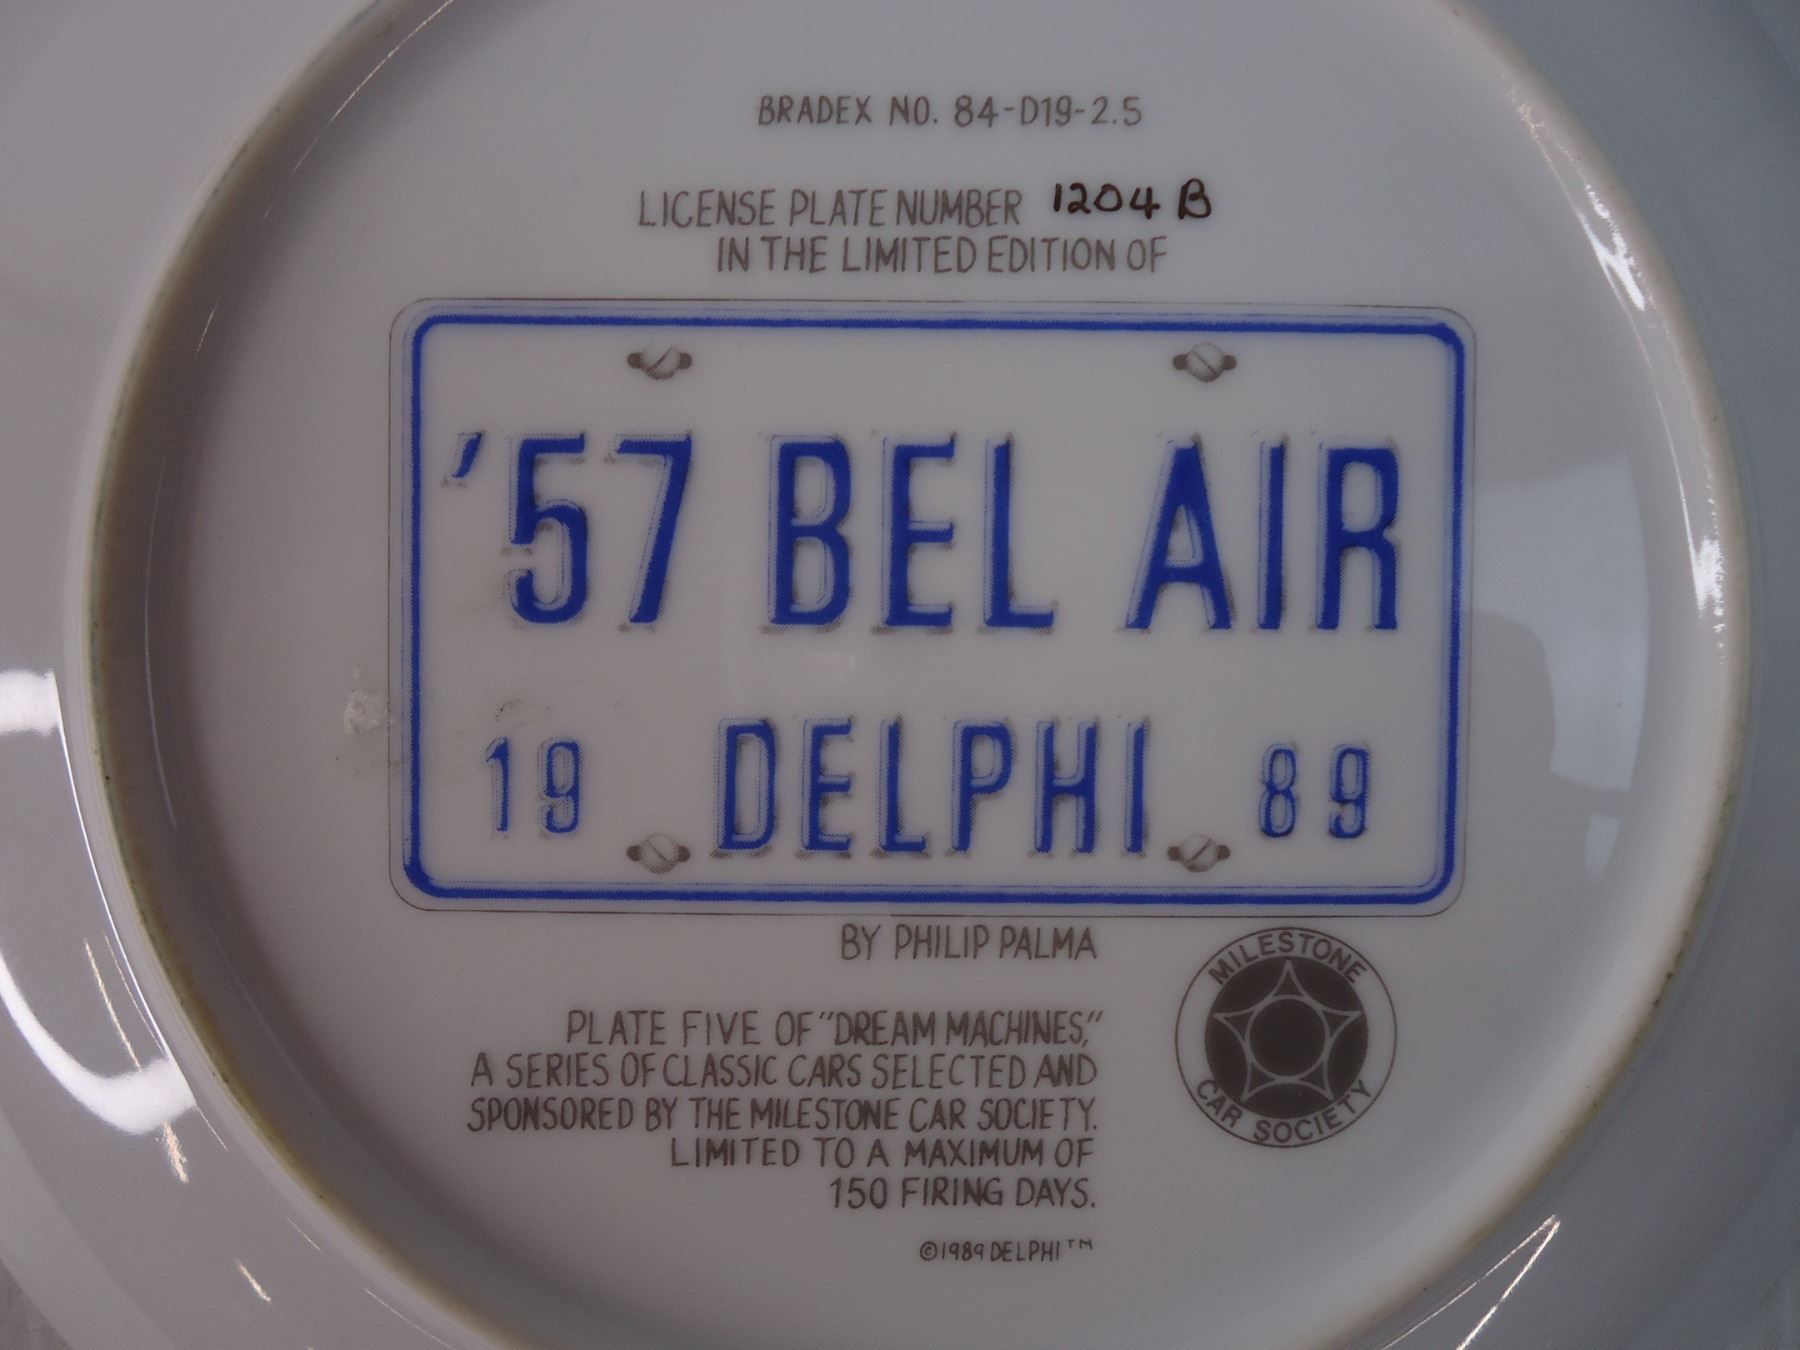 BRADEX NO. 84-D19-2.5
LICENSE PLATE NUMBER 1204 B
IN THE LIMITED EDITION OF
'57 BEL AIR
19 DELPHI 89
BY PHILIP PALMA
PLATE FIVE OF "DREAM MACHINES,"
A SERIES OF CLASSIC CARS SELECTED AND
SPONSORED BY THE MILESTONE CAR SOCIETY.
LIMITED TO A MAXIMUM OF
150 FIRING DAYS.
©1989 DELPHI™
MILESTONE
CAR SOCIETY